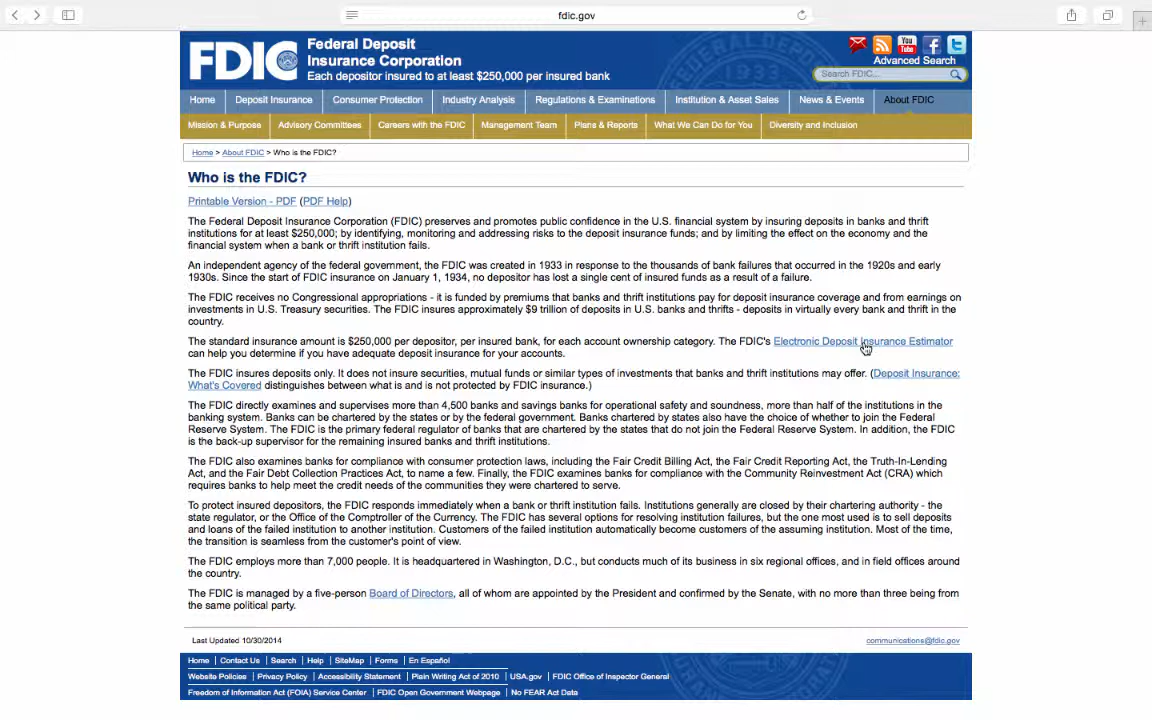 fdic.gov
FDIC
Federal Deposit
Insurance Corporation
Each depositor insured to at least $250,000 per insured bank
You
Tube
Advanced Search
Search FDIC...
Home
Deposit Insurance
Consumer Protection
Industry Analysis
Regulations & Examinations
Institution & Asset Sales
News & Events
About FDIC
Mission & Purpose
Advisory Committees
Careers with the FDIC
Management Team
Plans & Reports
What We Can Do for You
Diversity and Inclusion
Home > About FDIC > Who is the FDIC?
Who is the FDIC?
Printable Version - PDF (PDF Help)
The Federal Deposit Insurance Corporation (FDIC) preserves and promotes public confidence in the U.S. financial system by insuring deposits in banks and thrift
institutions for at least $250,000; by identifying, monitoring and addressing risks to the deposit insurance funds; and by limiting the effect on the economy and the
financial system when a bank or thrift institution fails.
An independent agency of the federal government, the FDIC was created in 1933 in response to the thousands of bank failures that occurred in the 1920s and early
1930s. Since the start of FDIC insurance on January 1, 1934, no depositor has lost a single cent of insured funds as a result of a failure.
The FDIC receives no Congressional appropriations - it is funded by premiums that banks and thrift institutions pay for deposit insurance coverage and from earnings on
investments in U.S. Treasury securities. The FDIC insures approximately $9 trillion of deposits in U.S. banks and thrifts - deposits in virtually every bank and thrift in the
country.
The standard insurance amount is $250,000 per depositor, per insured bank, for each account ownership category. The FDIC's Electronic Deposit Insurance Estimator
can help you determine if you have adequate deposit insurance for your accounts.
The FDIC insures deposits only. It does not insure securities, mutual funds or similar types of investments that banks and thrift institutions may offer. (Deposit Insurance:
What's Covered distinguishes between what is and is not protected by FDIC insurance.)
The FDIC directly examines and supervises more than 4,500 banks and savings banks for operational safety and soundness, more than half of the institutions in the
banking system. Banks can be chartered by the states or by the federal government. Banks chartered by states also have the choice of whether to join the Federal
Reserve System. The FDIC is the primary federal regulator of banks that are chartered by the states that do not join the Federal Reserve System. In addition, the FDIC
is the back-up supervisor for the remaining insured banks and thrift institutions.
The FDIC also examines banks for compliance with consumer protection laws, including the Fair Credit Billing Act, the Fair Credit Reporting Act, the Truth-In-Lending
Act, and the Fair Debt Collection Practices Act, to name a few. Finally, the FDIC examines banks for compliance with the Community Reinvestment Act (CRA) which
requires banks to help meet the credit needs of the communities they were chartered to serve.
To protect insured depositors, the FDIC responds immediately when a bank or thrift institution fails. Institutions generally are closed by their chartering authority - the
state regulator, or the Office of the Comptroller of the Currency. The FDIC has several options for resolving institution failures, but the one most used is to sell deposits
and loans of the failed institution to another institution. Customers of the failed institution automatically become customers of the assuming institution. Most of the time,
the transition is seamless from the customer's point of view.
The FDIC employs more than 7,000 people. It is headquartered in Washington, D.C., but conducts much of its business in six regional offices, and in field offices around
the country.
The FDIC is managed by a five-person Board of Directors, all of whom are appointed by the President and confirmed by the Senate, with no more than three being from
the same political party.
Last Updated 10/30/2014
communications@fdic.gov
Home | Contact Us | Search | Help | SiteMap | Forms | En Español
Website Policies | Privacy Policy | Accessibility Statement | Plain Writing Act of 2010 | USA.gov | FDIC Office of Inspector General
Freedom of Information Act (FOIA) Service Center | FDIC Open Government Webpage | No FEAR Act Data